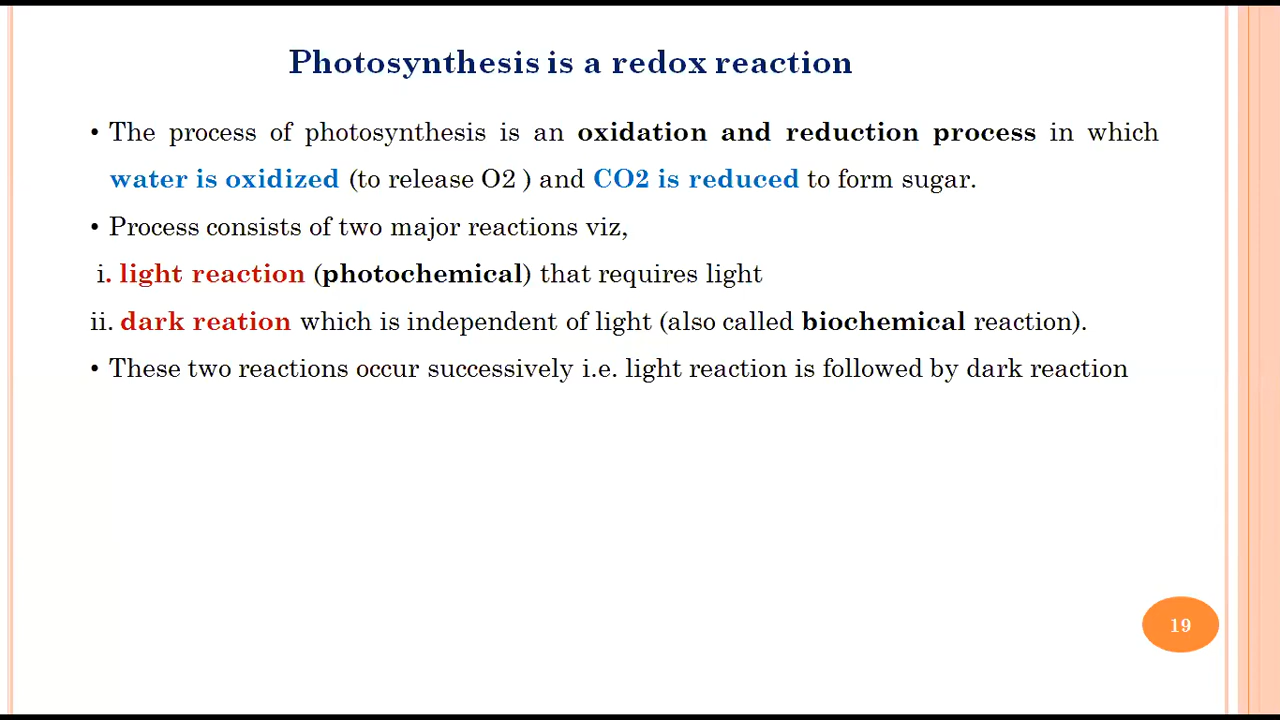 Photosynthesis is a redox reaction
• The process of photosynthesis is an oxidation and reduction process in which
water is oxidized (to release O2 ) and CO2 is reduced to form sugar.
• Process consists of two major reactions viz,
i. light reaction (photochemical) that requires light
ii. dark reation which is independent of light (also called biochemical reaction).
• These two reactions occur successively i.e. light reaction is followed by dark reaction
19